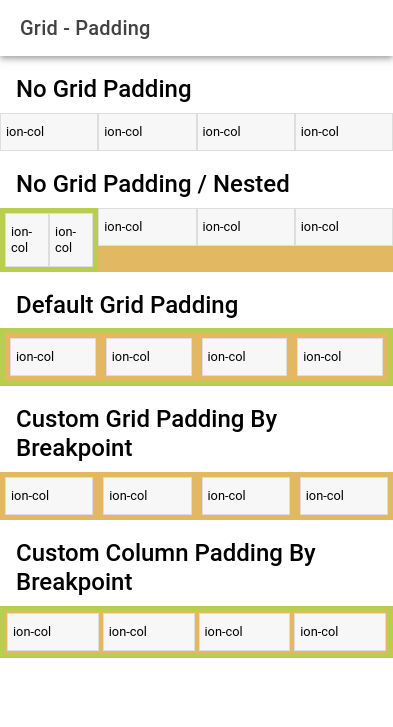 Grid - Padding
No Grid Padding
ion-col ion-col ion-col ion-col
No Grid Padding / Nested
ion-col ion-col ion-col
ion- ion-
col col
Default Grid Padding
ion-col ion-col ion-col ion-col
Custom Grid Padding By
Breakpoint
ion-col ion-col ion-col ion-col
Custom Column Padding By
Breakpoint
ion-col ion-col ion-col ion-col